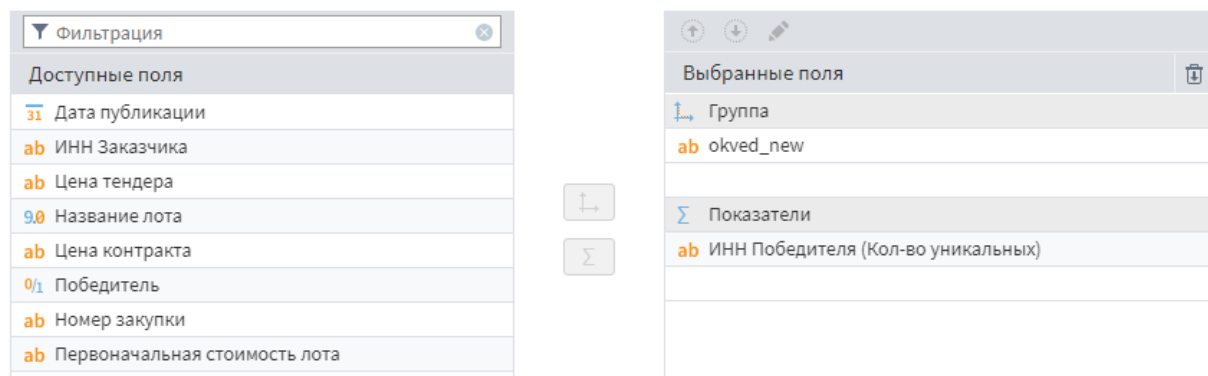 Фильтрация
Доступные поля
31 Дата публикации
ab ИНН Заказчика
ab Цена тендера
9.0 Название лота
ab Цена контракта
0/1 Победитель
ab Номер закупки
ab Первоначальная стоимость лота
Выбранные поля
Группа
ab okved_new
Σ Показатели
ab ИНН Победителя (Кол-во уникальных)
Σ